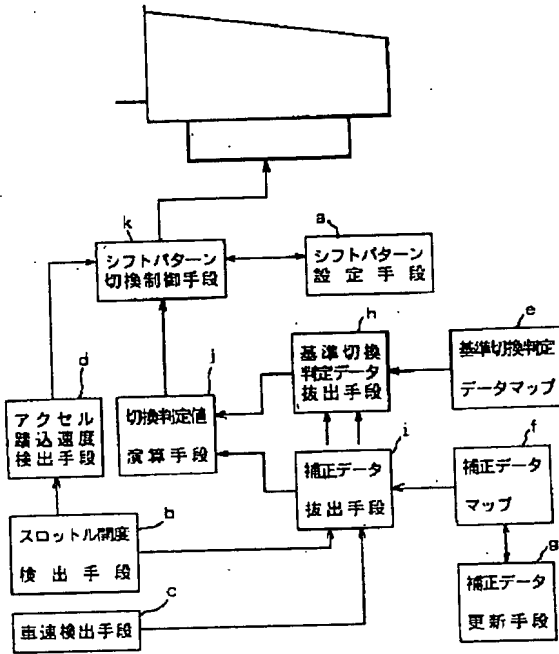 k
シフトパターン
切換制御手段
a
シフトパターン
設定手段
h
基準切換
判定データ
抜出手段
e
基準切換判定
データマップ
d
アクセル
踏込速度
検出手段
j
切換判定値
演算手段
i
補正データ
抜出手段
f
補正データ
マップ
b
スロットル開度
検出手段
g
補正データ
更新手段
c
車速検出手段